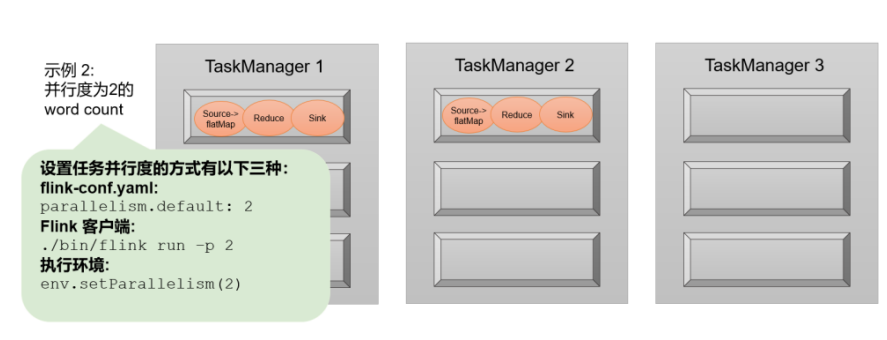 示例 2:
并行度为2的
word count
TaskManager 1
Source->
flatMap
Reduce
Sink
TaskManager 2
Source->
flatMap
Reduce
Sink
TaskManager 3
设置任务并行度的方式有以下三种：
flink-conf.yaml:
parallelism.default: 2
Flink 客户端:
./bin/flink run -p 2
执行环境:
env.setParallelism(2)